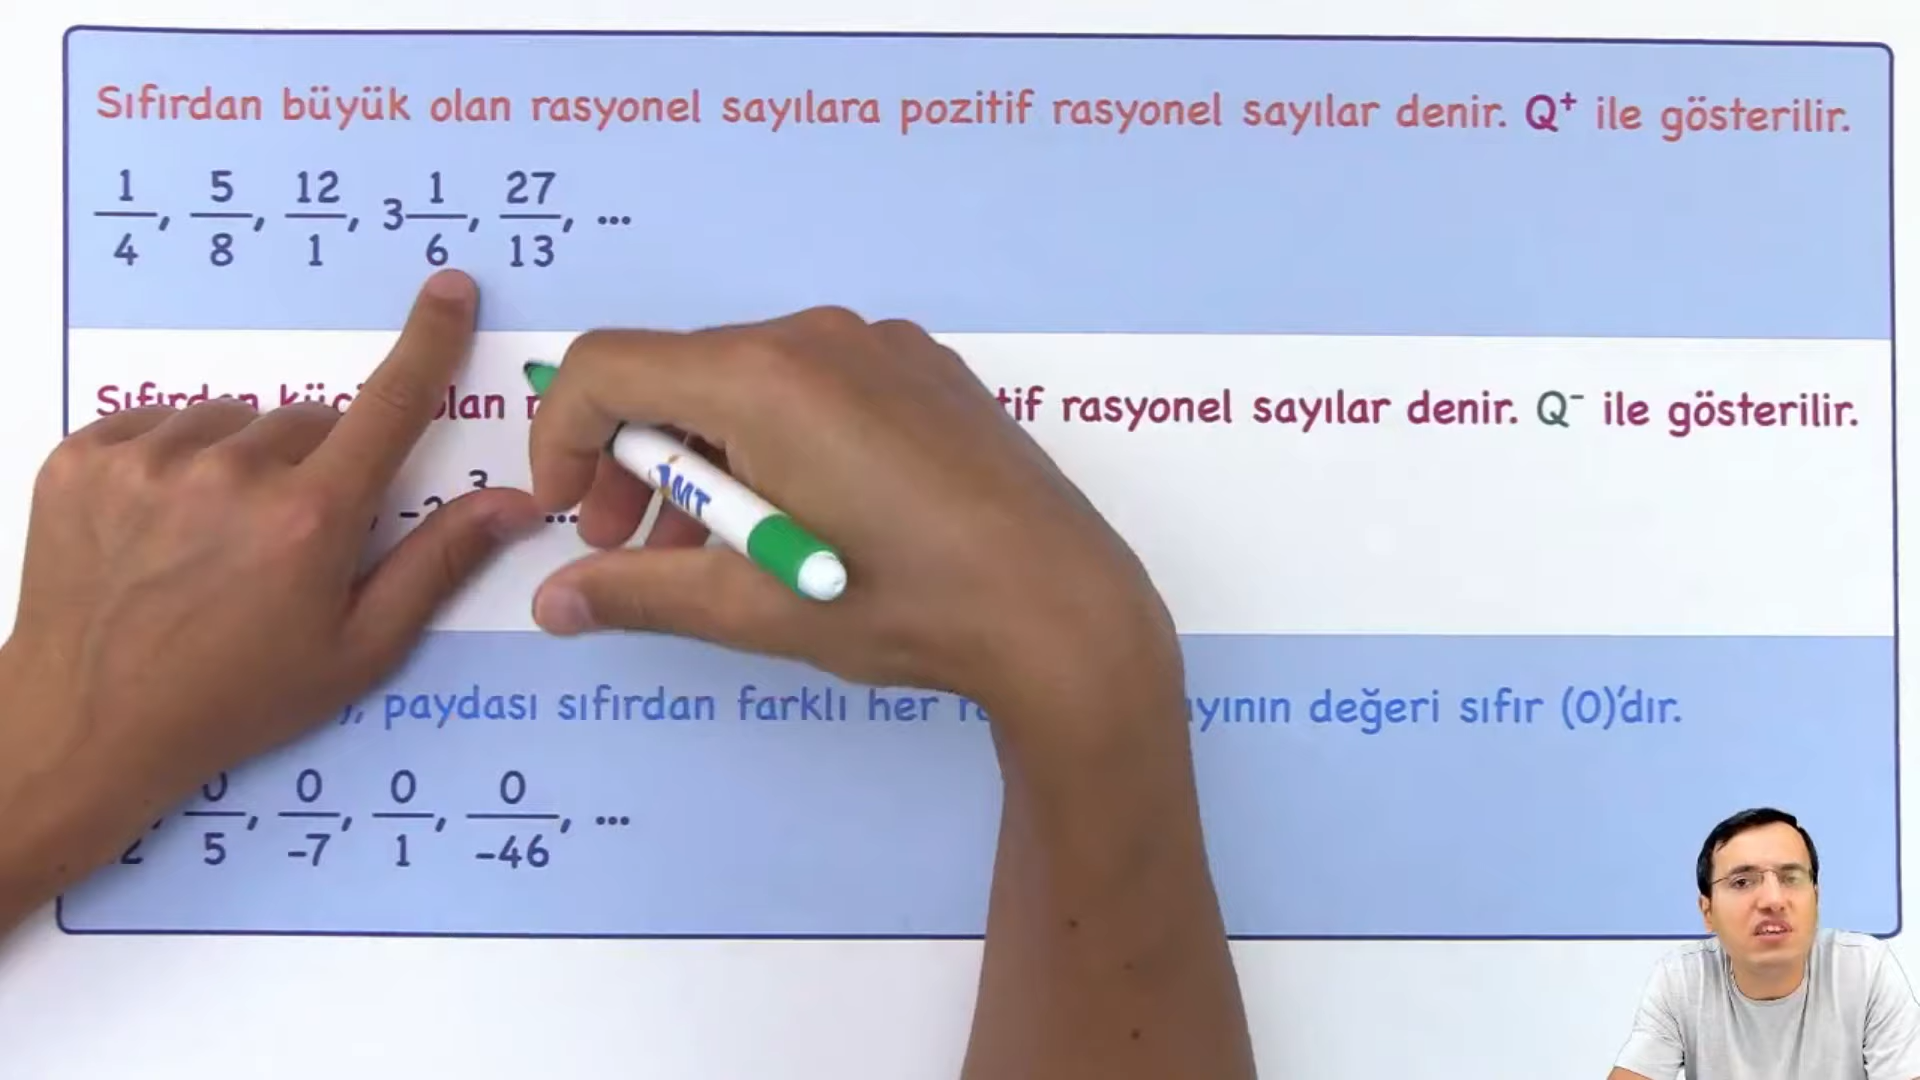 Sıfırdan büyük olan rasyonel sayılara pozitif rasyonel sayılar denir. Q⁺ ile gösterilir.
1/4, 5/8, 12/1, 3 1/6, 27/13, ...
Sıfırdan olan rasyonel sayılar denir. Q⁻ ile gösterilir.
3 ...
paydası sıfırdan farklı her değeri sıfır (0)'dır.
0/5, 0/-7, 0/1, 0/-46, ...
IMT